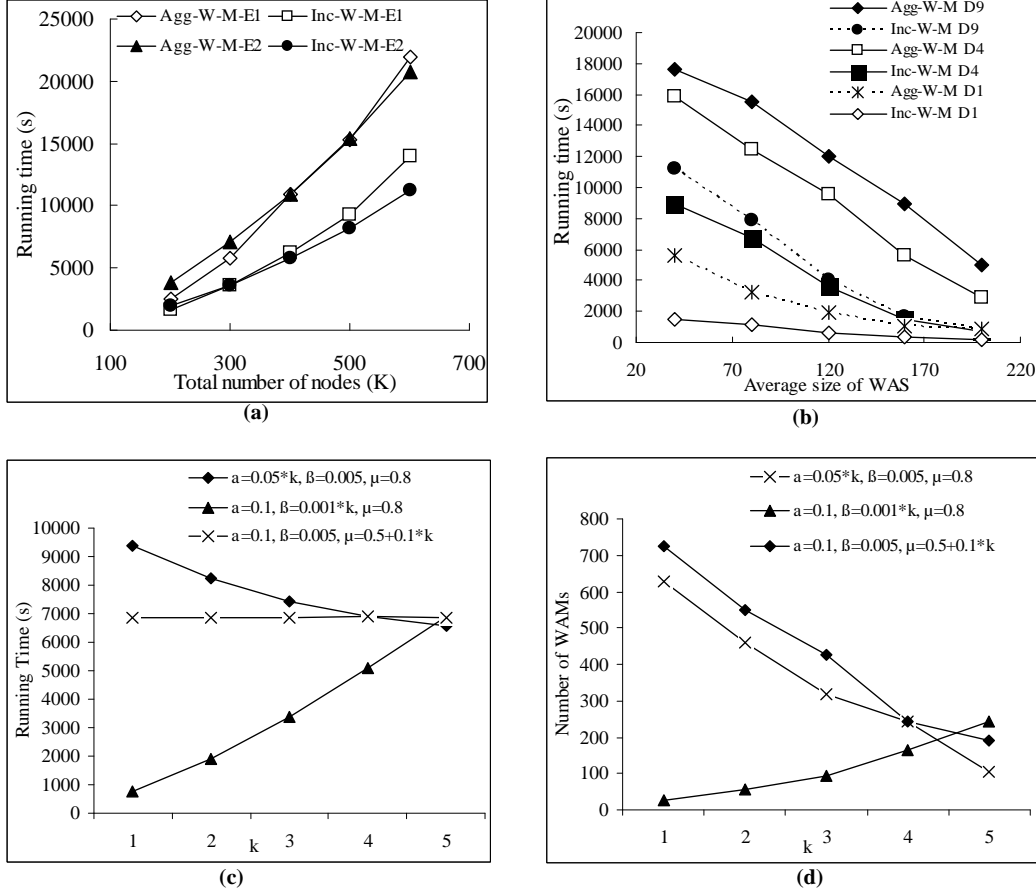 Agg-W-M-E1 Inc-W-M-E1
Agg-W-M-E2 Inc-W-M-E2
25000
20000
15000
10000
5000
0
Running time (s)
100 300 500 700
Total number of nodes (K)
(a)
Agg-W-M D9
Inc-W-M D9
Agg-W-M D4
Inc-W-M D4
Agg-W-M D1
Inc-W-M D1
20000
18000
16000
14000
12000
10000
8000
6000
4000
2000
0
Running time (s)
20 70 120 170 220
Average size of WAS
(b)
a=0.05*k, ß=0.005, µ=0.8
a=0.1, ß=0.001*k, µ=0.8
a=0.1, ß=0.005, µ=0.5+0.1*k
10000
9000
8000
7000
6000
5000
4000
3000
2000
1000
0
Running Time (s)
1 2 3 4 5
k
(c)
a=0.05*k, ß=0.005, µ=0.8
a=0.1, ß=0.001*k, µ=0.8
a=0.1, ß=0.005, µ=0.5+0.1*k
800
700
600
500
400
300
200
100
0
Number of WAMs
1 2 3 4 5
k
(d)